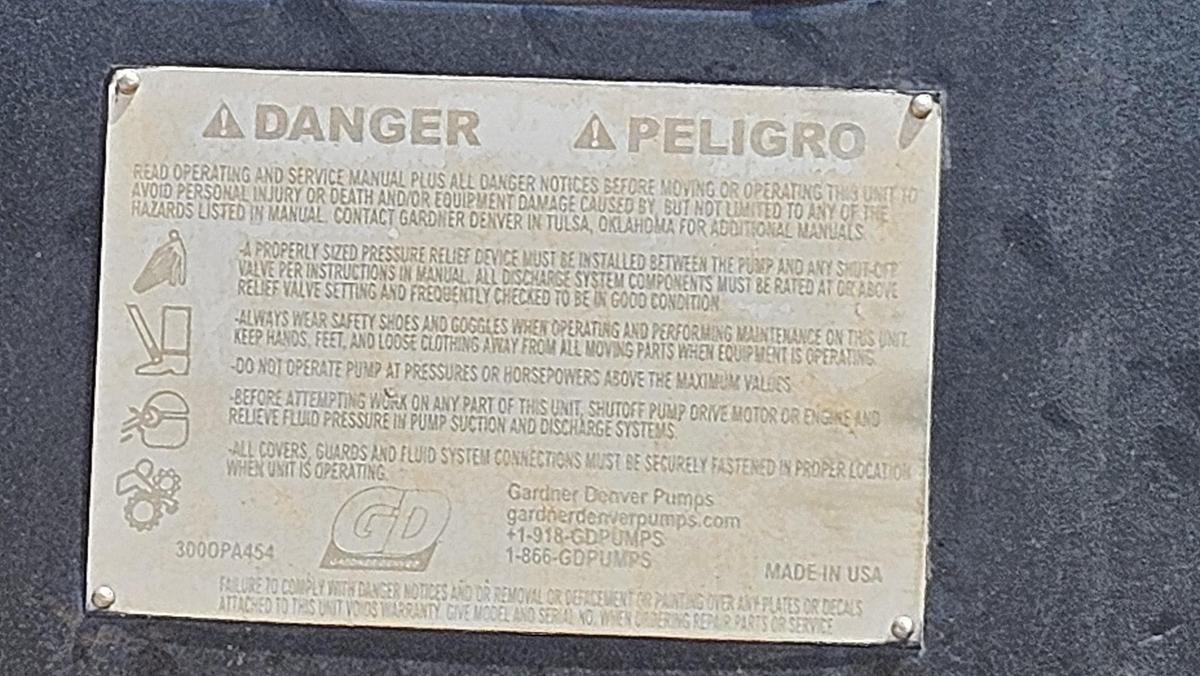 ⚠ DANGER ⚠ PELIGRO
READ OPERATING AND SERVICE MANUAL PLUS ALL DANGER NOTICES BEFORE MOVING OR OPERATING THIS UNIT TO
AVOID PERSONAL INJURY OR DEATH AND/OR EQUIPMENT DAMAGE CAUSED BY, BUT NOT LIMITED TO ANY OF THE
HAZARDS LISTED IN MANUAL. CONTACT GARDNER DENVER IN TULSA, OKLAHOMA FOR ADDITIONAL MANUALS.
-A PROPERLY SIZED PRESSURE RELIEF DEVICE MUST BE INSTALLED BETWEEN THE PUMP AND ANY SHUT-OFF
VALVE PER INSTRUCTIONS IN MANUAL. ALL DISCHARGE SYSTEM COMPONENTS MUST BE RATED AT OR ABOVE
RELIEF VALVE SETTING AND FREQUENTLY CHECKED TO BE IN GOOD CONDITION.
-ALWAYS WEAR SAFETY SHOES AND GOGGLES WHEN OPERATING AND PERFORMING MAINTENANCE ON THIS UNIT.
KEEP HANDS, FEET, AND LOOSE CLOTHING AWAY FROM ALL MOVING PARTS WHEN EQUIPMENT IS OPERATING.
-DO NOT OPERATE PUMP AT PRESSURES OR HORSEPOWERS ABOVE THE MAXIMUM VALUES.
-BEFORE ATTEMPTING WORK ON ANY PART OF THIS UNIT, SHUTOFF PUMP DRIVE MOTOR OR ENGINE AND
RELIEVE FLUID PRESSURE IN PUMP SUCTION AND DISCHARGE SYSTEMS.
-ALL COVERS, GUARDS AND FLUID SYSTEM CONNECTIONS MUST BE SECURELY FASTENED IN PROPER LOCATION
WHEN UNIT IS OPERATING.
300OPA454
GD
GARDNER DENVER
Gardner Denver Pumps
gardnerdenverpumps.com
+1-918-GDPUMPS
1-866-GDPUMPS
MADE IN USA
FAILURE TO COMPLY WITH DANGER NOTICES AND/OR REMOVAL OR DEFACEMENT OR PAINTING OVER ANY PLATES OR DECALS
ATTACHED TO THIS UNIT VOIDS WARRANTY. GIVE MODEL AND SERIAL NO. WHEN ORDERING REPAIR PARTS OR SERVICE